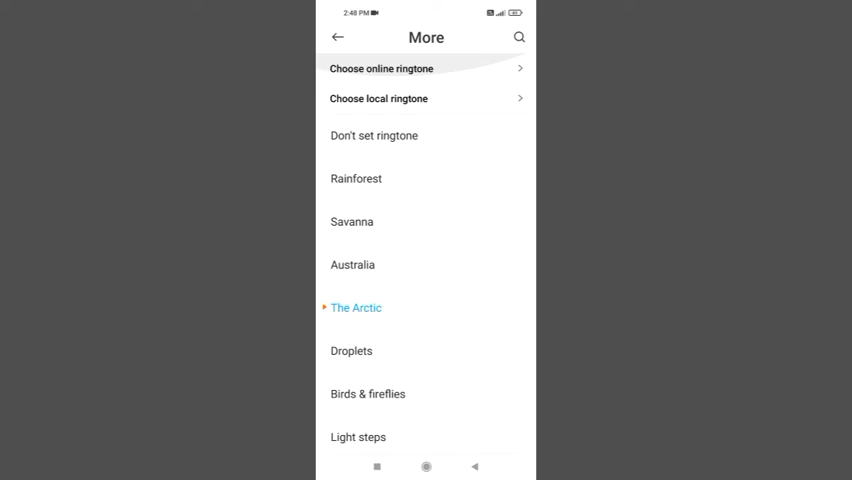 2:48 PM
More
Choose online ringtone
Choose local ringtone
Don't set ringtone
Rainforest
Savanna
Australia
The Arctic
Droplets
Birds & fireflies
Light steps